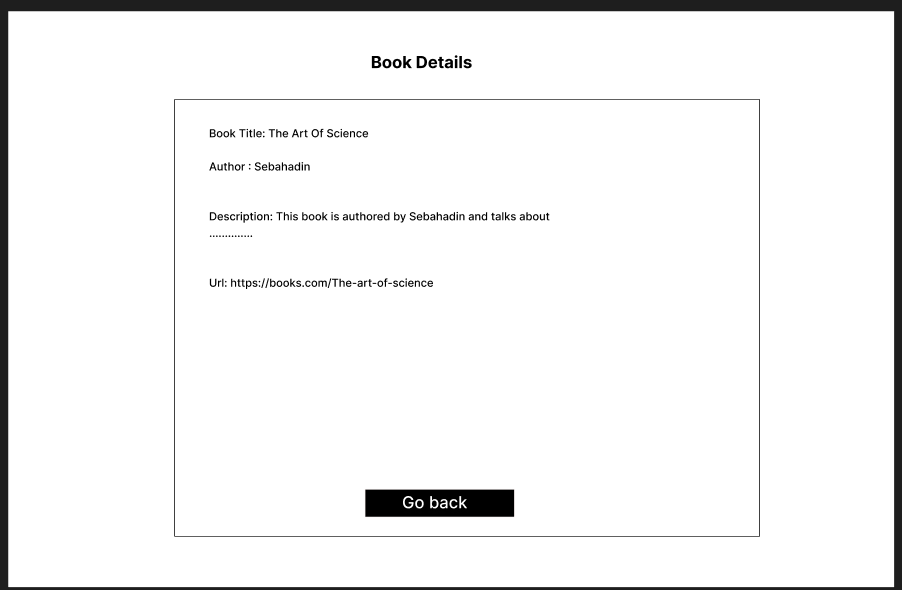 Book Details
Book Title: The Art Of Science
Author : Sebahadin
Description: This book is authored by Sebahadin and talks about
..............
Url: https://books.com/The-art-of-science
Go back